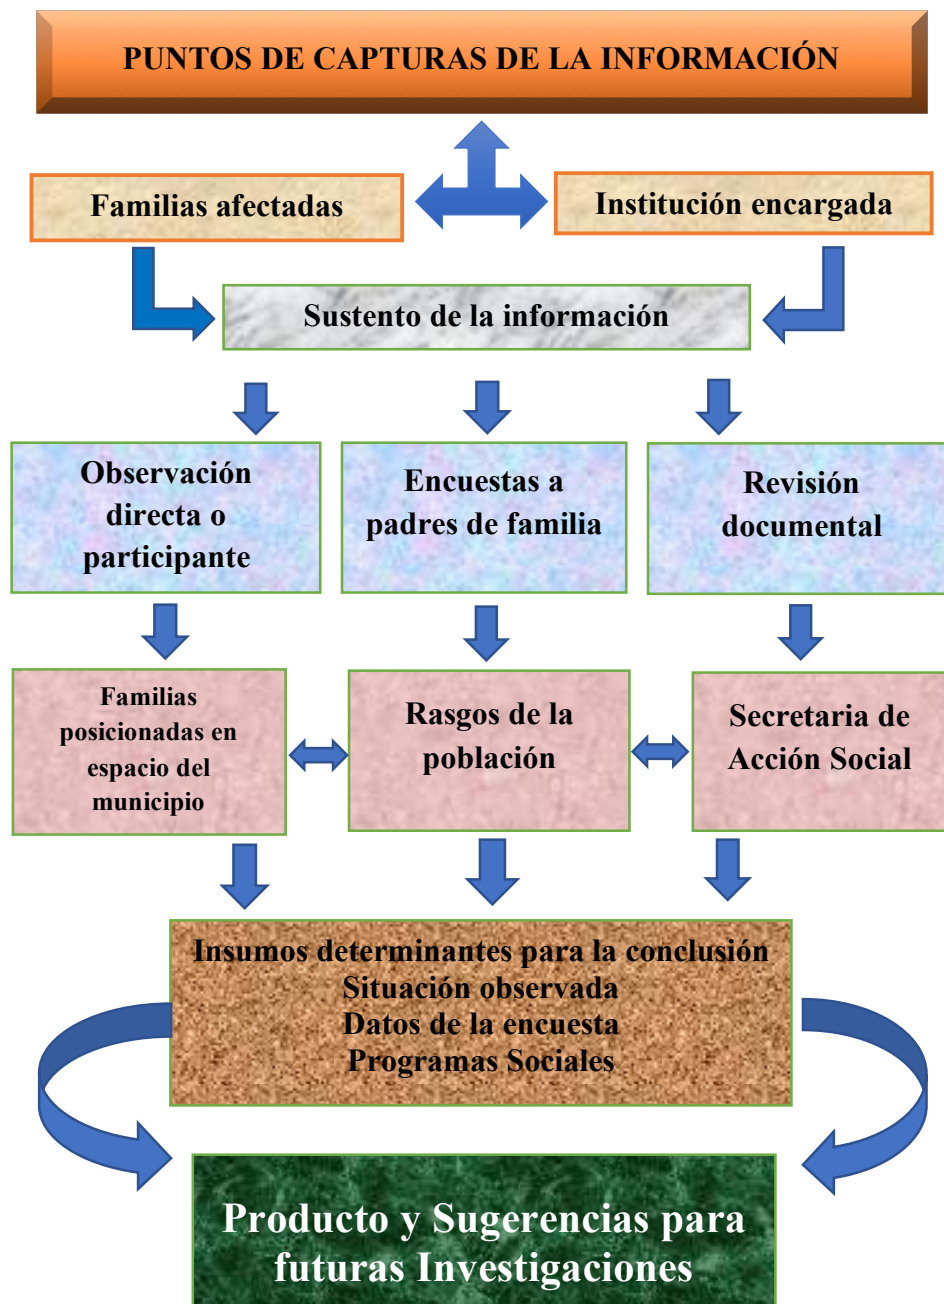 PUNTOS DE CAPTURAS DE LA INFORMACIÓN
Familias afectadas
Institución encargada
Sustento de la información
Observación
directa o
participante
Encuestas a
padres de familia
Revisión
documental
Familias
posicionadas en
espacio del
municipio
Rasgos de la
población
Secretaria de
Acción Social
Insumos determinantes para la conclusión
Situación observada
Datos de la encuesta
Programas Sociales
Producto y Sugerencias para
futuras Investigaciones